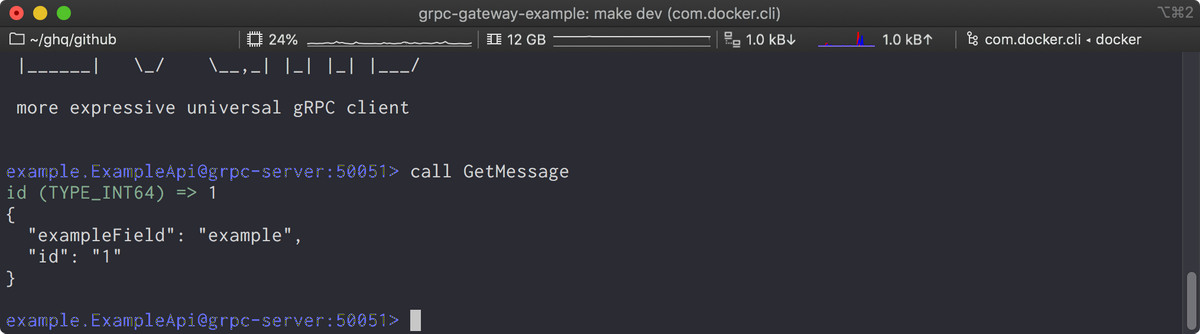 grpc-gateway-example: make dev (com.docker.cli)
⌥⌘2
~/ghq/github
24%
12 GB
1.0 kB↓
1.0 kB↑
com.docker.cli ◂ docker
|______|   \_/    \__,_| |_| |_| |___/
more expressive universal gRPC client
example.ExampleApi@grpc-server:50051> call GetMessage
id (TYPE_INT64) => 1
{
  "exampleField": "example",
  "id": "1"
}
example.ExampleApi@grpc-server:50051>